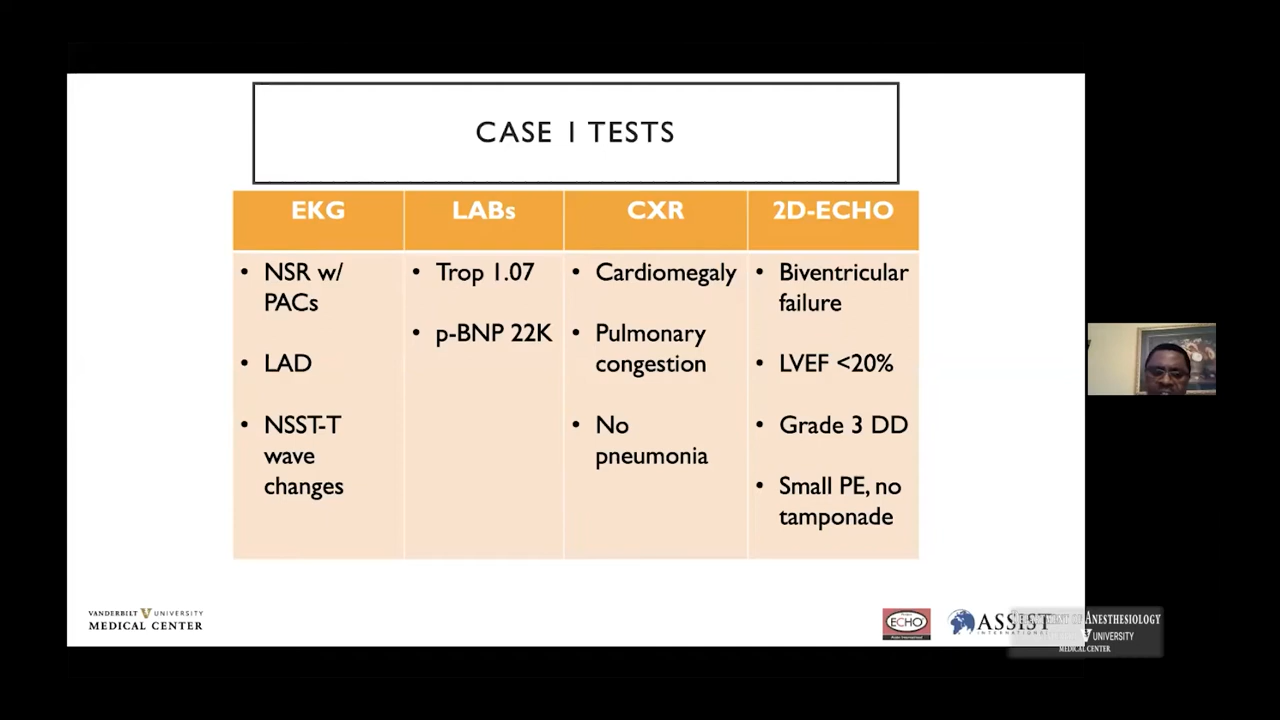 CASE 1 TESTS
EKG
LABs
CXR
2D-ECHO
• NSR w/
PACs
• LAD
• NSST-T
wave
changes
• Trop 1.07
• p-BNP 22K
• Cardiomegaly
• Pulmonary
congestion
• No
pneumonia
• Biventricular
failure
• LVEF <20%
• Grade 3 DD
• Small PE, no
tamponade
VANDERBILT V UNIVERSITY
MEDICAL CENTER
ECHO
ASSIST
INTERNATIONAL
OF ANESTHESIOLOGY
UNIVERSITY
MEDICAL CENTER